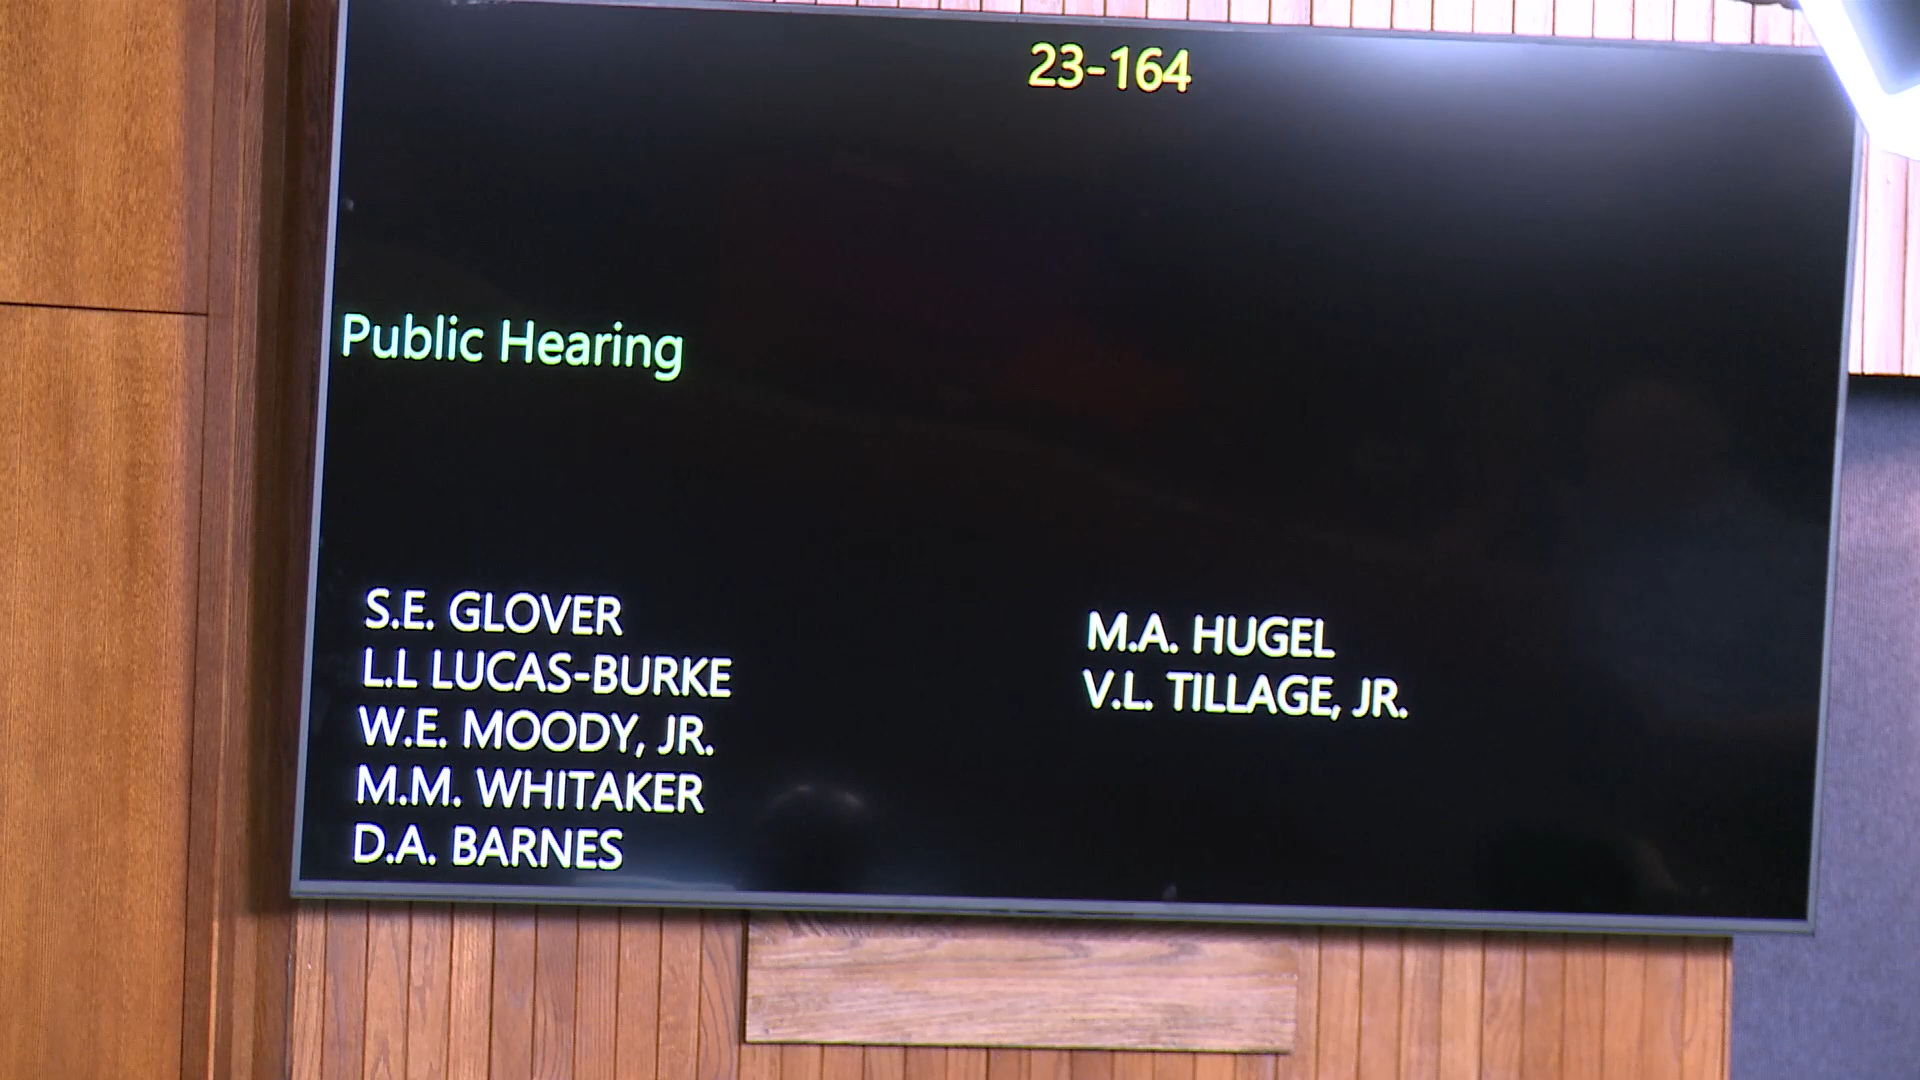 23-164
Public Hearing
S.E. GLOVER
L.L LUCAS-BURKE
W.E. MOODY, JR.
M.M. WHITAKER
D.A. BARNES
M.A. HUGEL
V.L. TILLAGE, JR.